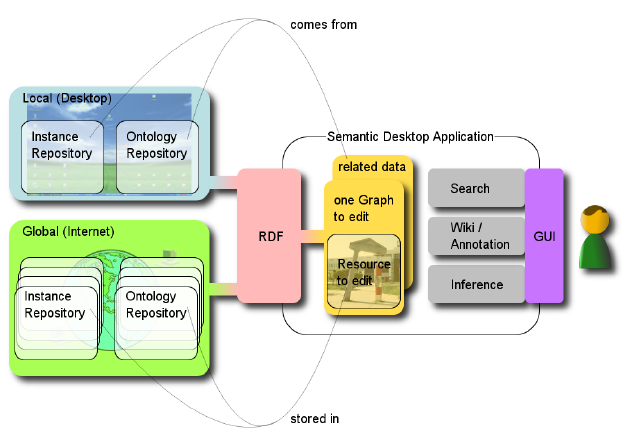 comes from
Local (Desktop)
Instance
Repository
Ontology
Repository
Semantic Desktop Application
related data
one Graph
to edit
Resource
to edit
RDF
Search
Wiki /
Annotation
Inference
GUI
Global (Internet)
Instance
Repository
Ontology
Repository
stored in